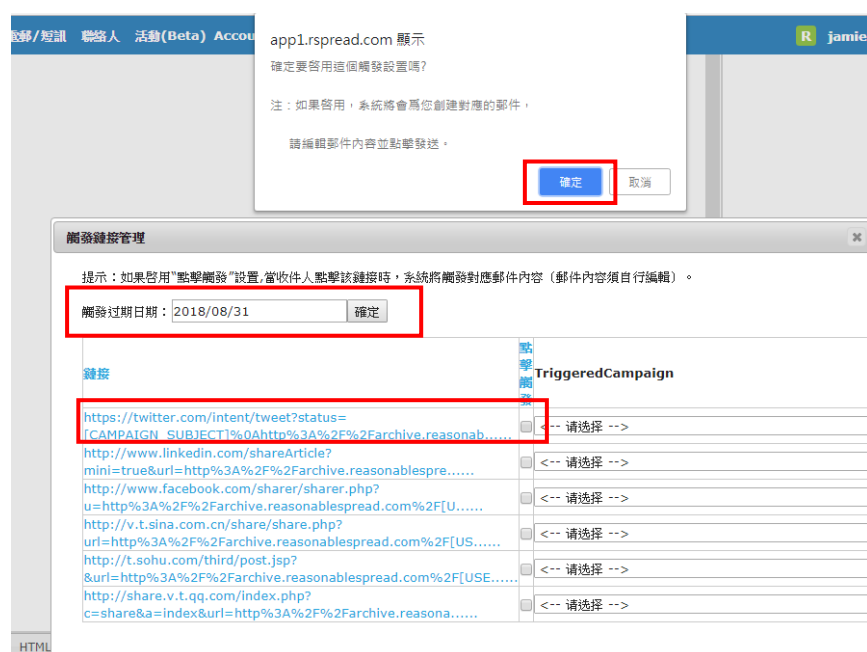 電郵/短訊 聯絡人 活動(Beta) Accou
R jamie
app1.rspread.com 顯示
確定要啓用這個觸發設置嗎?
注：如果啓用，系統將會爲您創建對應的郵件，
請編輯郵件內容並點擊發送。
確定 取消
觸發鏈接管理
提示：如果啓用"點擊觸發"設置,當收件人點擊該鏈接時，系統將觸發對應郵件內容（郵件內容須自行編輯）。
觸發过期日期：2018/08/31 確定
鏈接 點擊觸發 TriggeredCampaign
https://twitter.com/intent/tweet?status=
[CAMPAIGN_SUBJECT]%0Ahttp%3A%2F%2Farchive.reasonab......
<-- 请选择 -->
http://www.linkedin.com/shareArticle?
mini=true&url=http%3A%2F%2Farchive.reasonablespre......
<-- 请选择 -->
http://www.facebook.com/sharer/sharer.php?
u=http%3A%2F%2Farchive.reasonablespread.com%2F[U......
<-- 请选择 -->
http://v.t.sina.com.cn/share/share.php?
url=http%3A%2F%2Farchive.reasonablespread.com%2F[US......
<-- 请选择 -->
http://t.sohu.com/third/post.jsp?
&url=http%3A%2F%2Farchive.reasonablespread.com%2F[USE......
<-- 请选择 -->
http://share.v.t.qq.com/index.php?
c=share&a=index&url=http%3A%2F%2Farchive.reasona......
<-- 请选择 -->
HTML